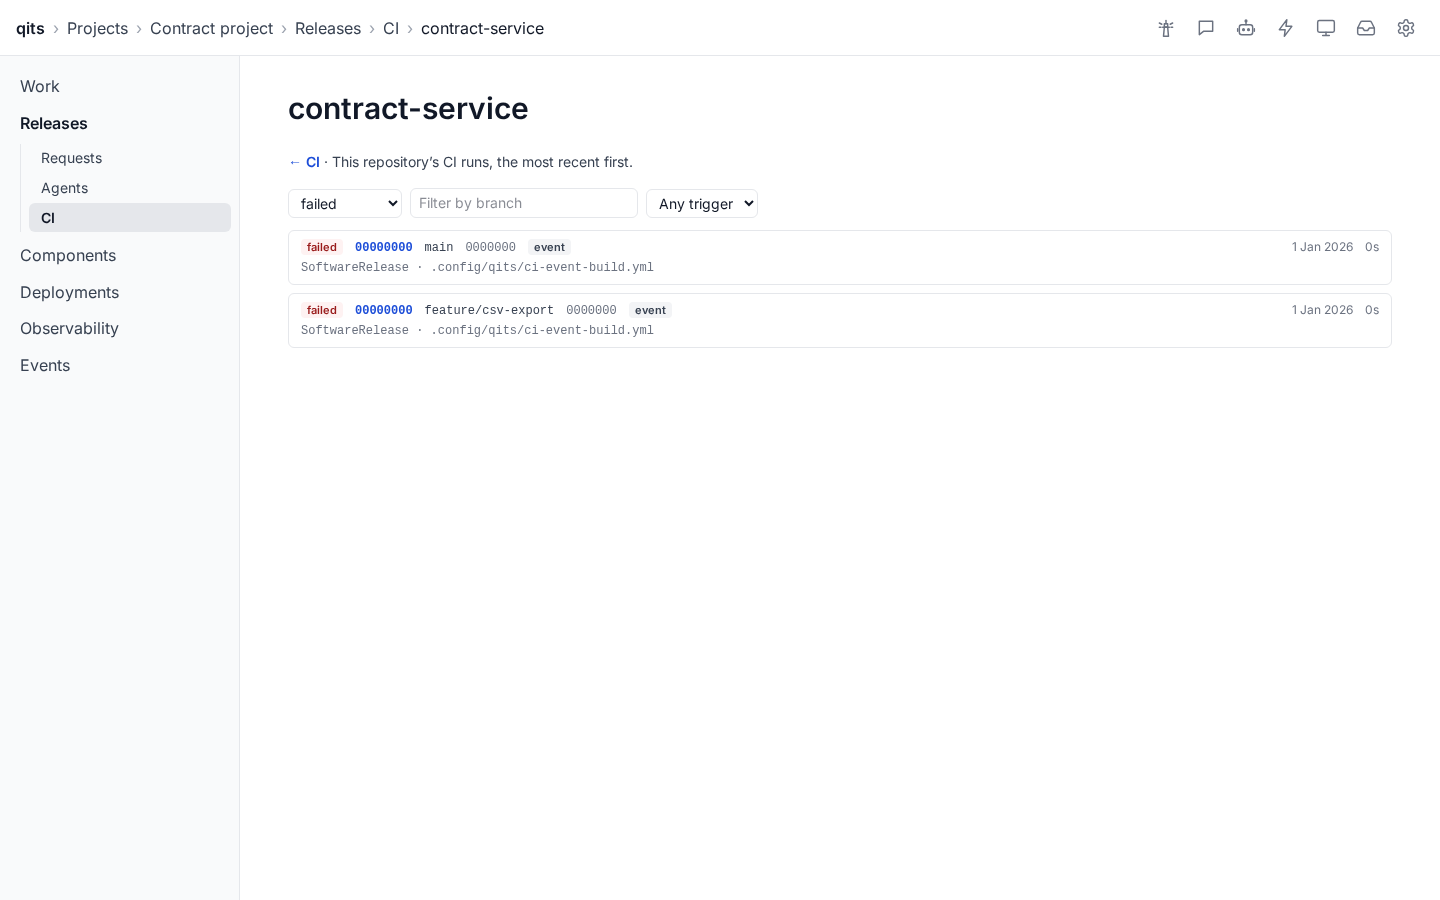 qits › Projects › Contract project › Releases › CI › contract-service
Work
Releases
Requests
Agents
CI
Components
Deployments
Observability
Events
contract-service
← CI · This repository’s CI runs, the most recent first.
failed Filter by branch Any trigger
failed 00000000 main 0000000 event 1 Jan 2026 0s
SoftwareRelease · .config/qits/ci-event-build.yml
failed 00000000 feature/csv-export 0000000 event 1 Jan 2026 0s
SoftwareRelease · .config/qits/ci-event-build.yml